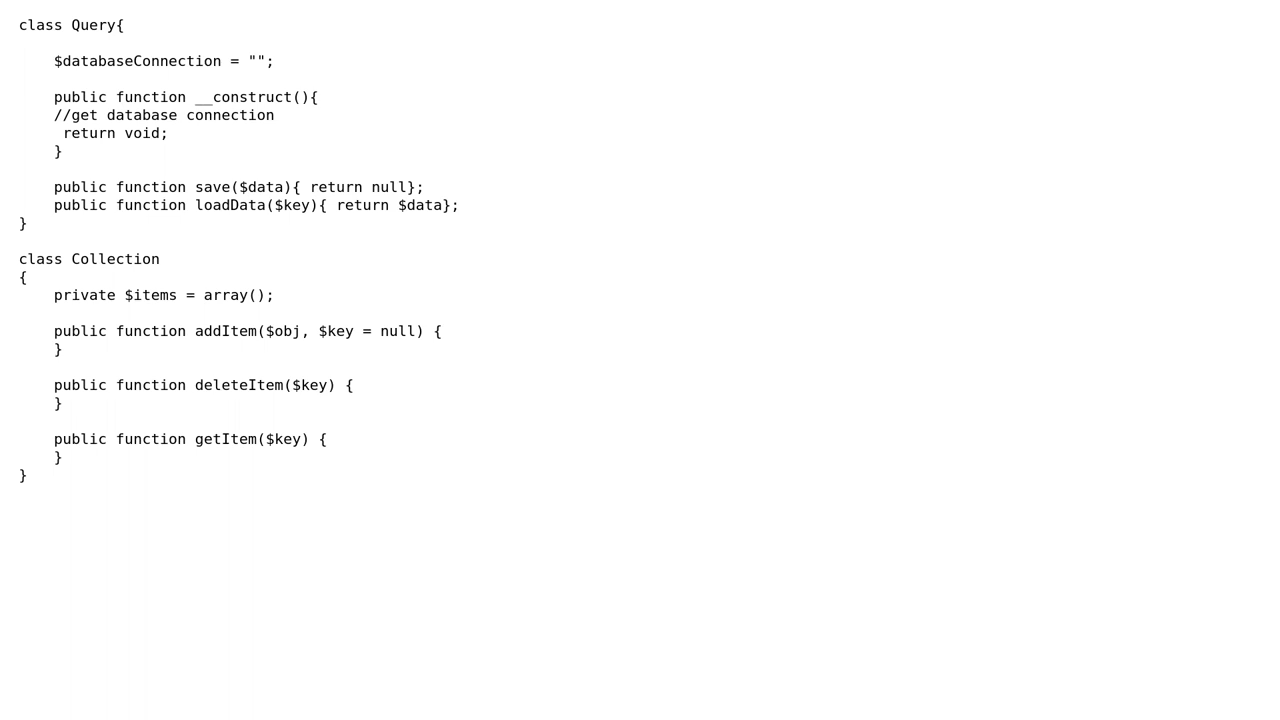 class Query{
$databaseConnection = "";
public function __construct(){
//get database connection
return void;
}
public function save($data){ return null};
public function loadData($key){ return $data};
}
class Collection
{
private $items = array();
public function addItem($obj, $key = null) {
}
public function deleteItem($key) {
}
public function getItem($key) {
}
}